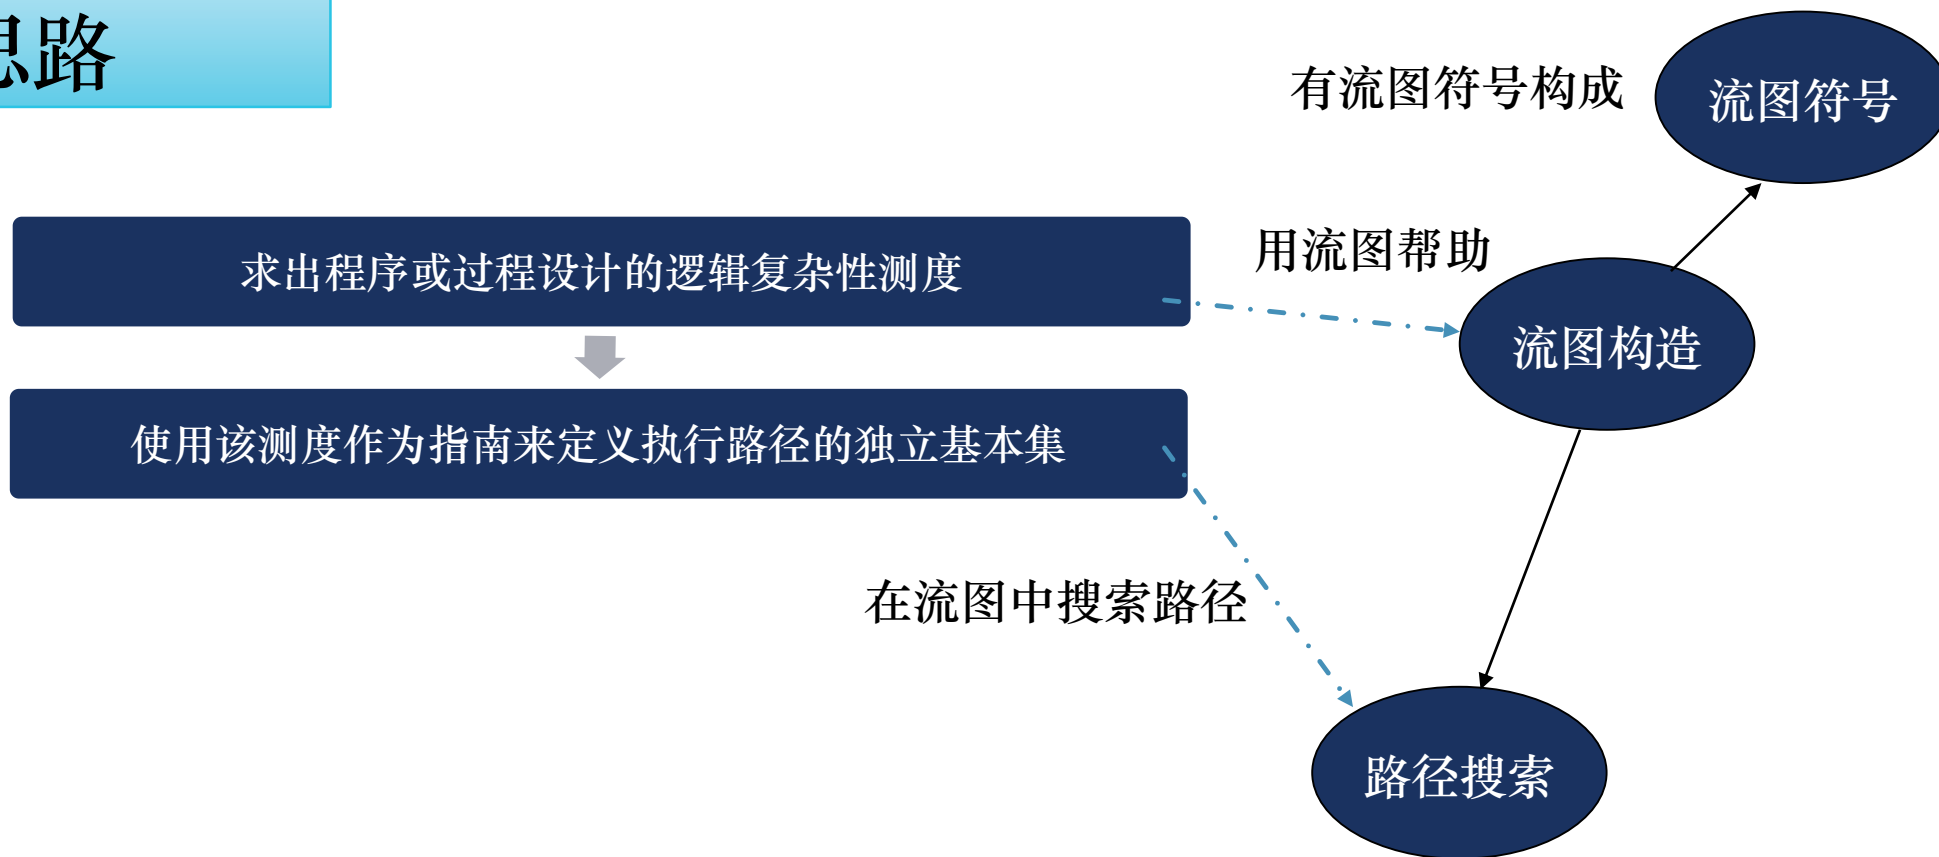 思路
有流图符号构成
流图符号
求出程序或过程设计的逻辑复杂性测度
用流图帮助
流图构造
使用该测度作为指南来定义执行路径的独立基本集
在流图中搜索路径
路径搜索